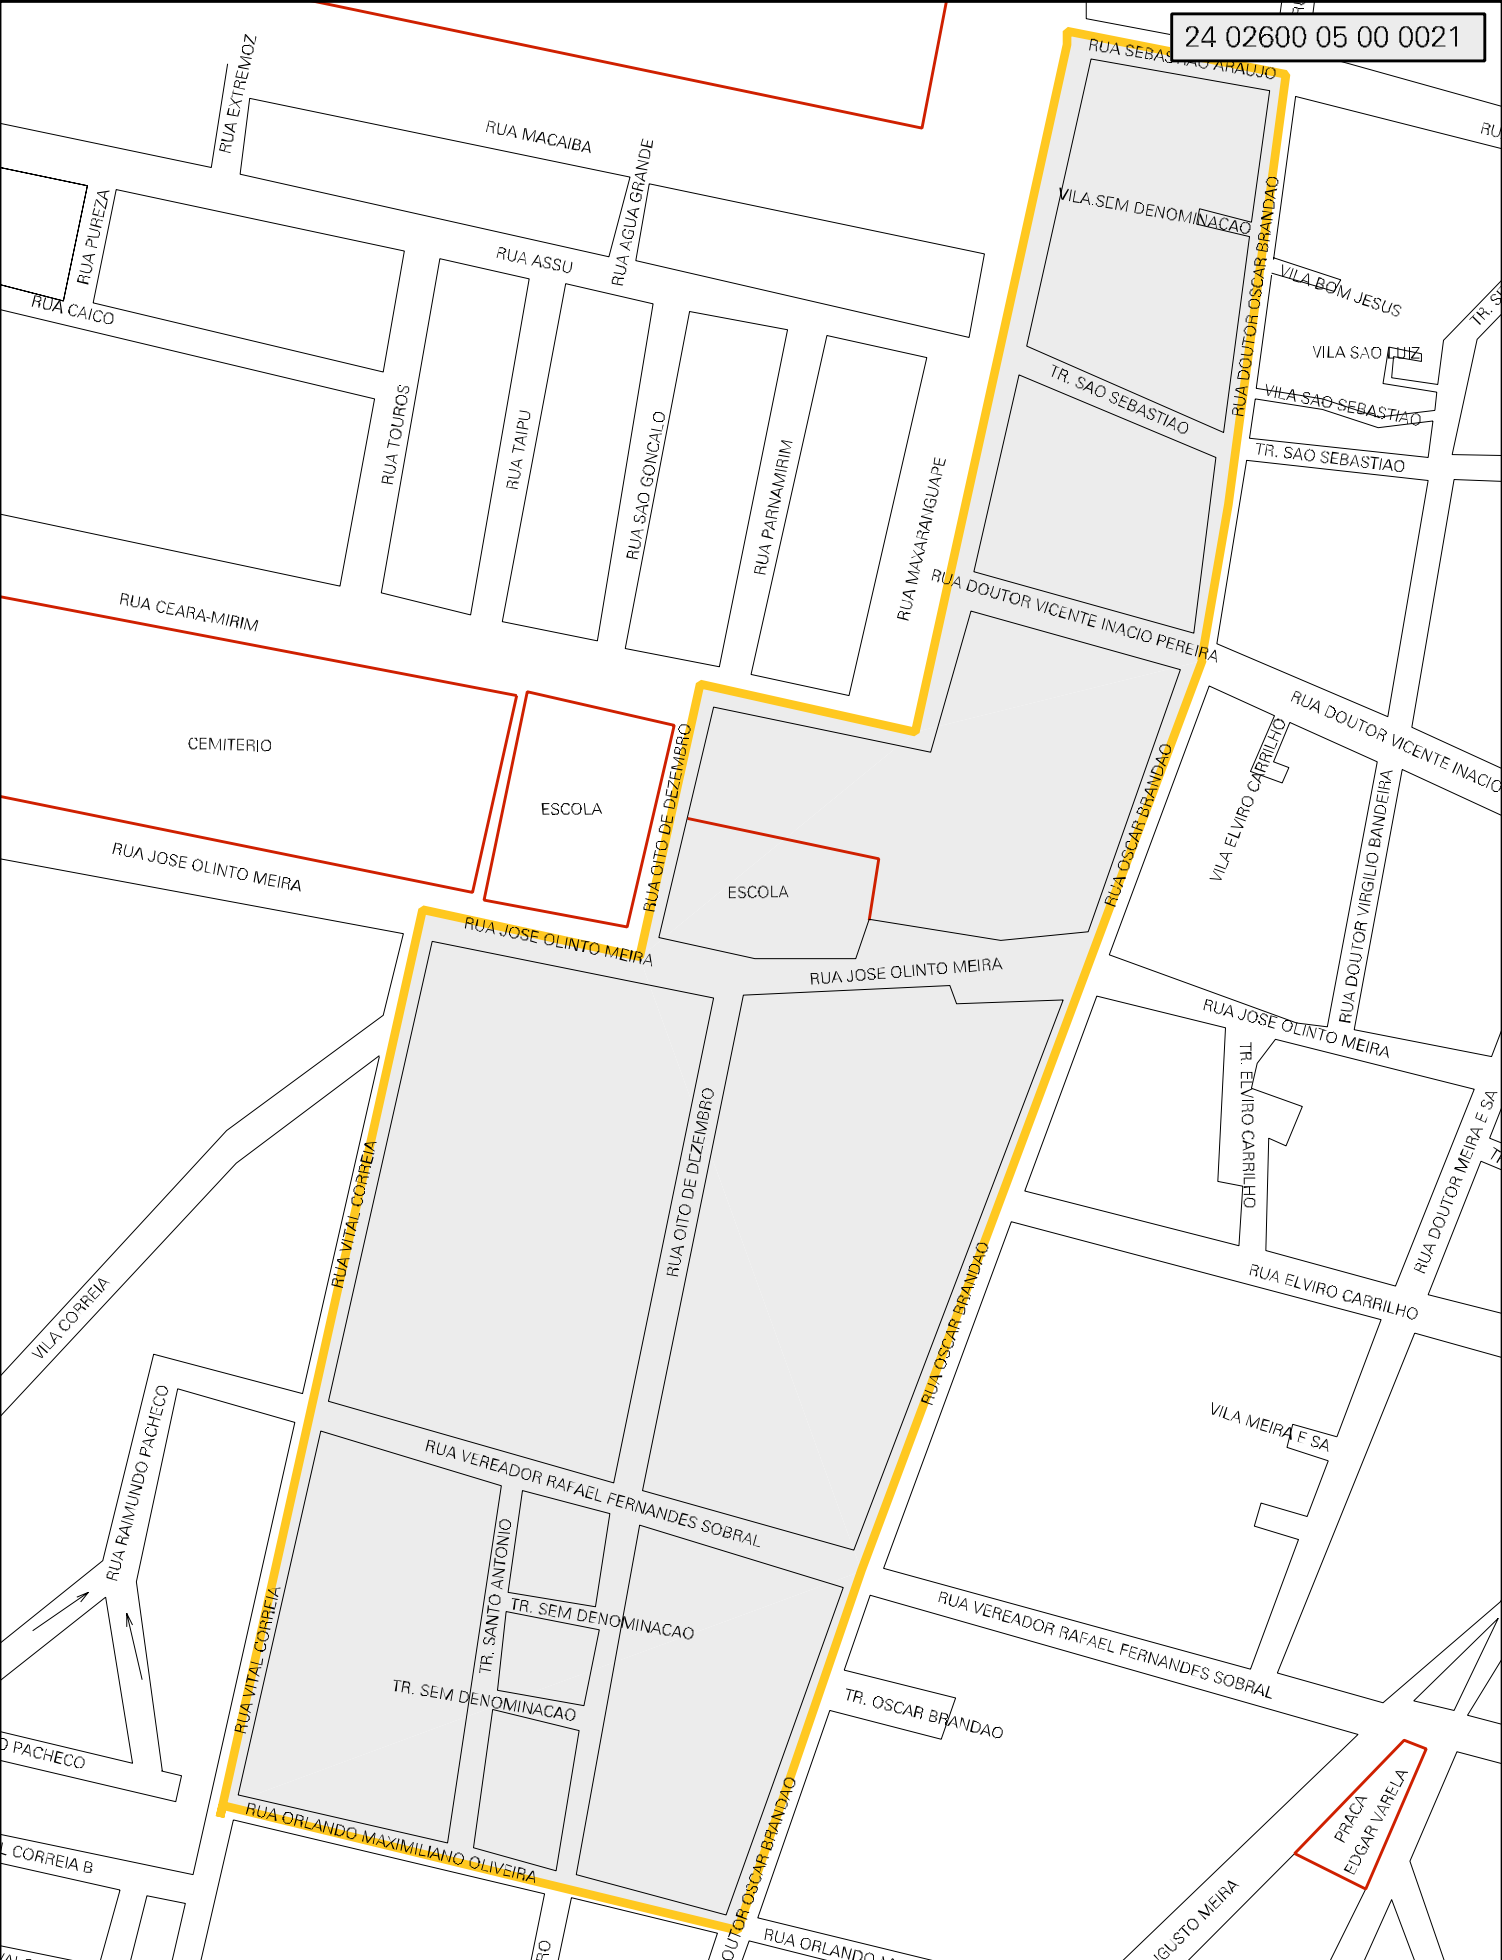 24 02600 05 00 0021
RUA SEBASTIAO ARAUJO
RUA EXTREMOZ
RUA MACAIBA
RUA AGUA GRANDE
RU
VILA.SEM DENOMINACAO
RUA DOUTOR OSCAR BRANDAO
RUA PUREZA
RUA ASSU
VILA BOM JESUS
RUA CAICO
VILA SAO LUIZ
TR. SAO SEBASTIAO
VILA SAO SEBASTIAO
TR. SAO SEBASTIAO
RUA TOUROS
RUA TAIPU
RUA SAO GONCALO
RUA PARNAMIRIM
RUA MAXARANGUAPE
RUA DOUTOR VICENTE INACIO PEREIRA
RUA CEARA-MIRIM
RUA DOUTOR VICENTE INACIO
CEMITERIO
ESCOLA
RUA OITO DE DEZEMBRO
RUA OSCAR BRANDAO
VILA ELVIRO CARRILHO
RUA DOUTOR VIRGILIO BANDEIRA
RUA JOSE OLINTO MEIRA
ESCOLA
RUA JOSE OLINTO MEIRA
RUA JOSE OLINTO MEIRA
RUA JOSE OLINTO MEIRA
TR. ELVIRO CARRILHO
RUA DOUTOR MEIRA E SA
RUA VITAL CORREIA
RUA OITO DE DEZEMBRO
RUA ELVIRO CARRILHO
VILA CORREIA
RUA OSCAR BRANDAO
RUA RAIMUNDO PACHECO
VILA MEIRA E SA
RUA VEREADOR RAFAEL FERNANDES SOBRAL
TR. SANTO ANTONIO
TR. SEM DENOMINACAO
RUA VEREADOR RAFAEL FERNANDES SOBRAL
RUA VITAL CORREIA
TR. SEM DENOMINACAO
TR. OSCAR BRANDAO
O PACHECO
RUA ORLANDO MAXIMILIANO OLIVEIRA
OUTOR OSCAR BRANDAO
PRACA
EDGAR VARELA
L CORREIA B
RUA ORLANDO M
IGUSTO MEIRA
RO